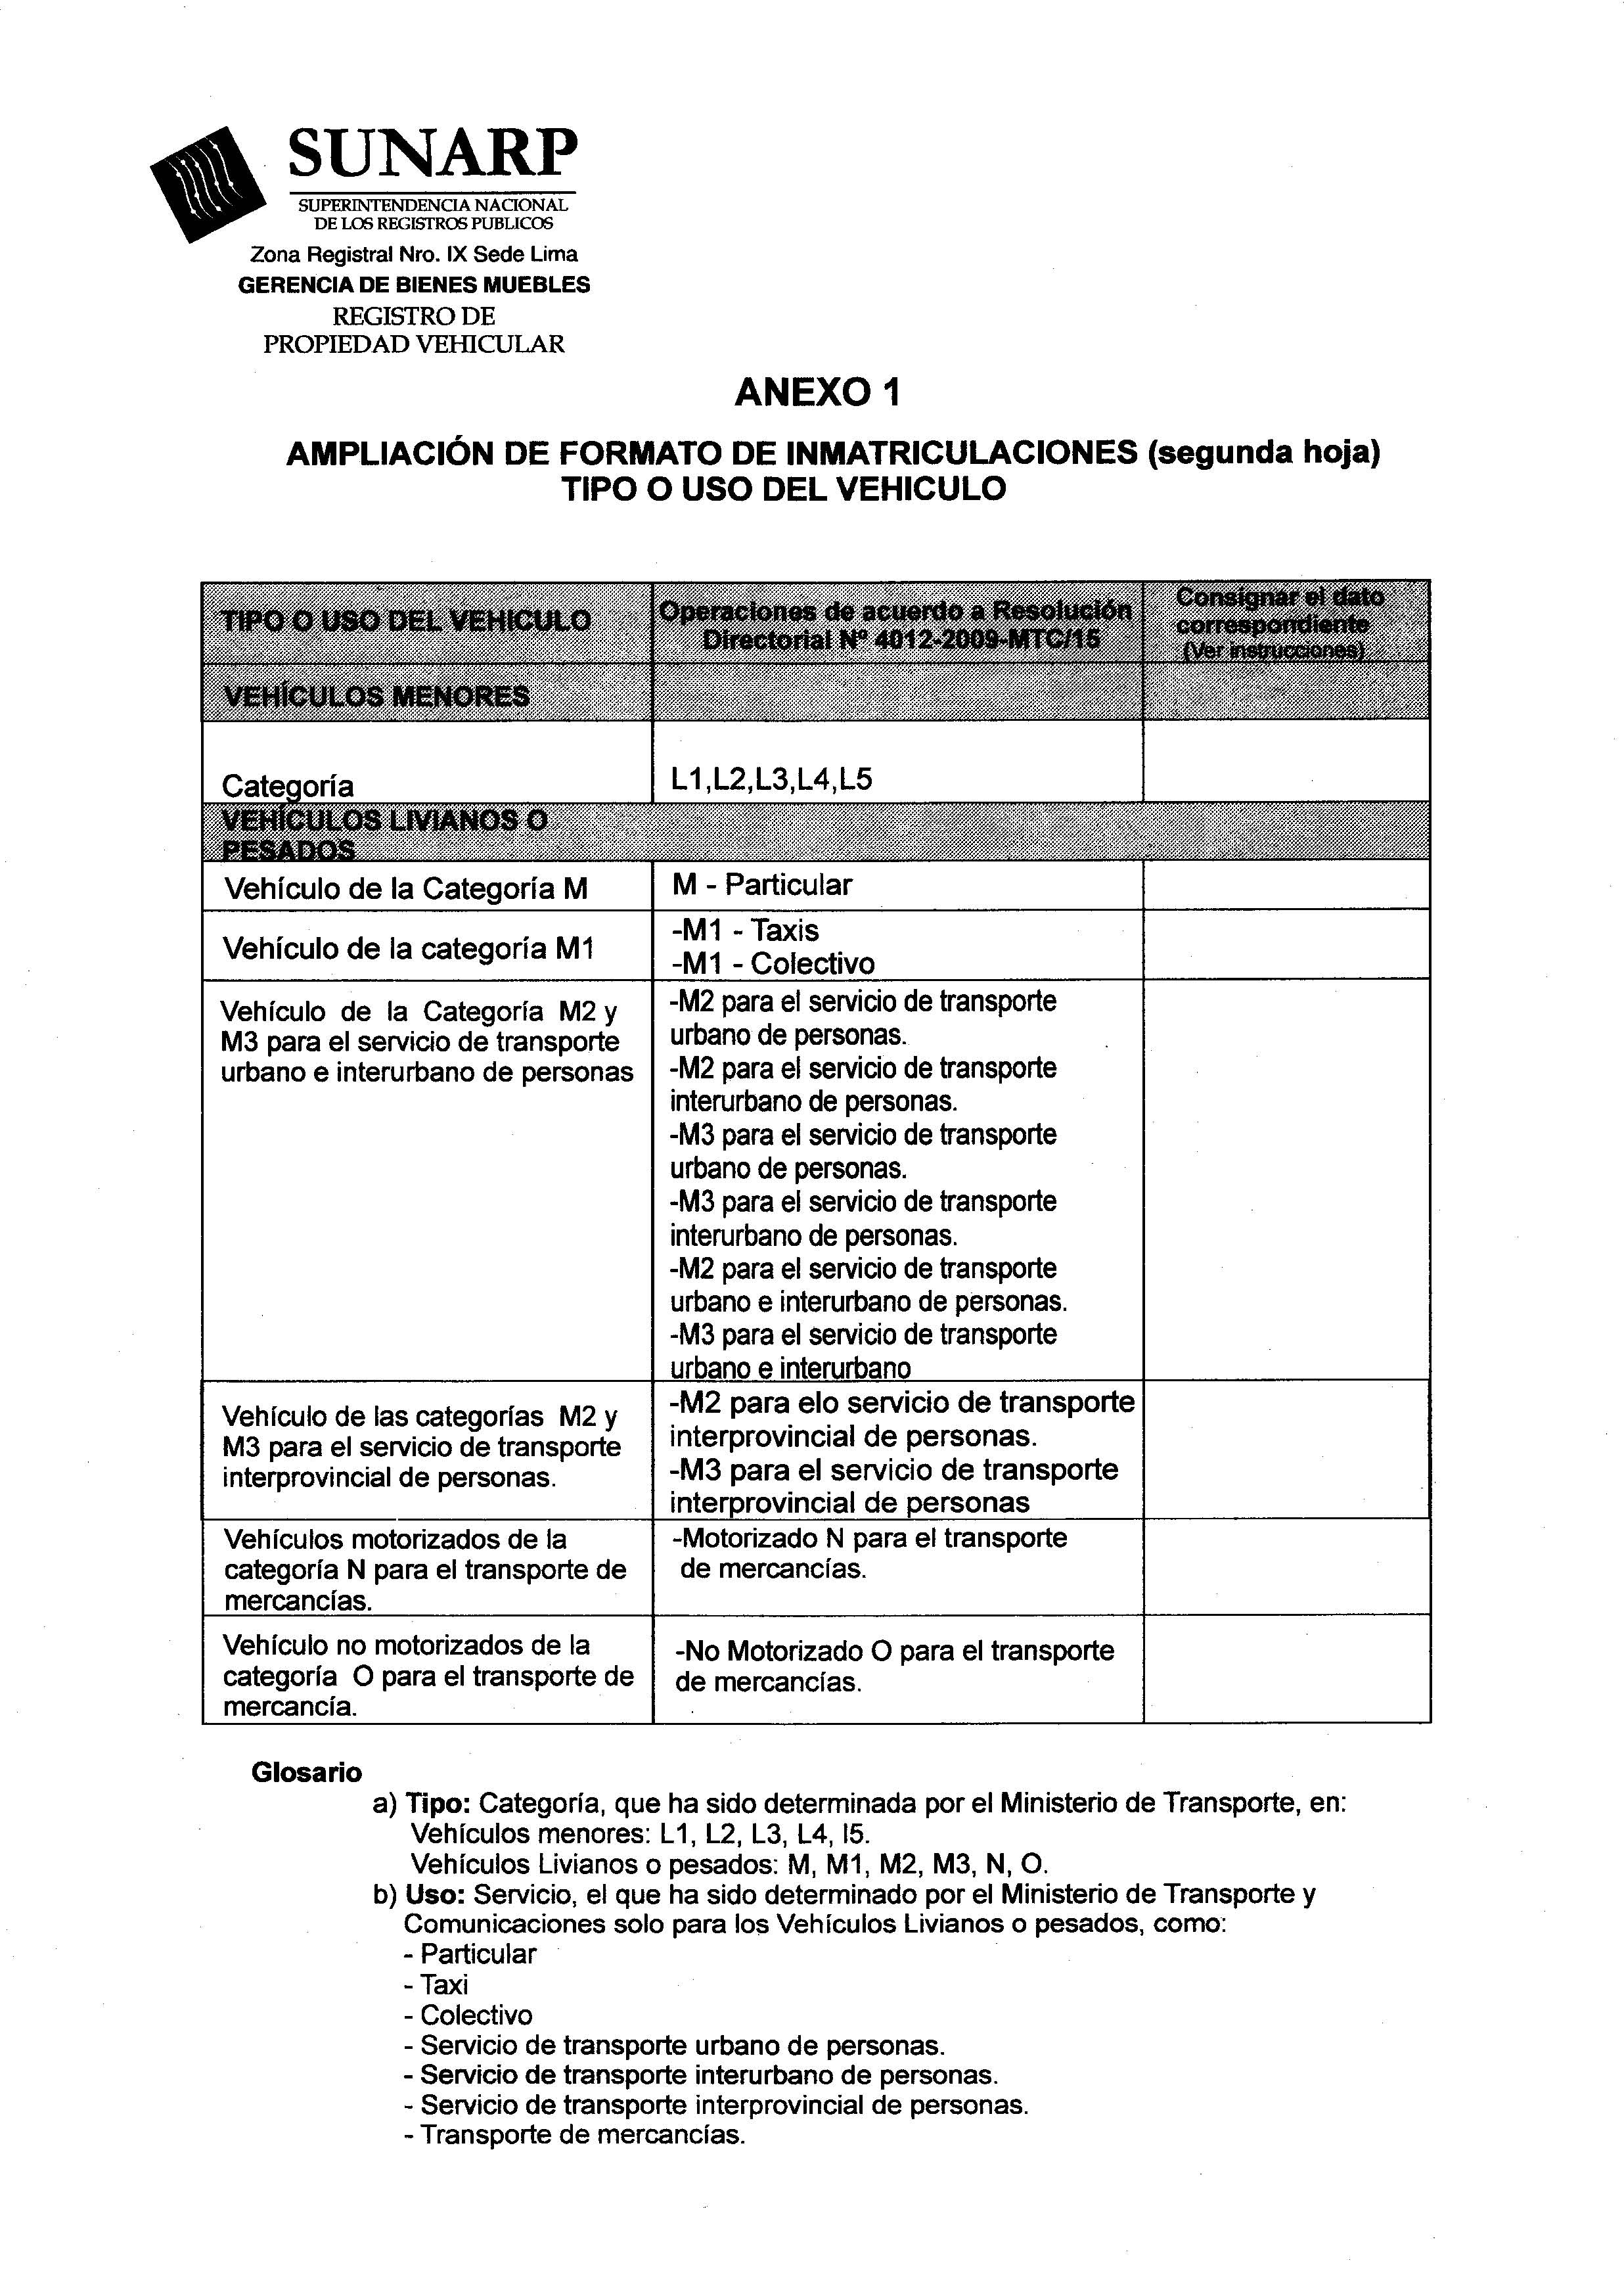 SUNARP
SUPERINTENDENCIA NACIONAL
DE LOS REGISTROS PUBLICOS
Zona Registral Nro. IX Sede Lima
GERENCIA DE BIENES MUEBLES
REGISTRO DE
PROPIEDAD VEHICULAR
ANEXO 1
AMPLIACIÓN DE FORMATO DE INMATRICULACIONES (segunda hoja)
TIPO O USO DEL VEHICULO
TIPO O USO DEL VEHICULO
Operaciones de acuerdo a Resolución
Directorial Nº 4012-2009-MTC/15
Consignar el dato
correspondiente
(Ver instrucciones)
VEHÍCULOS MENORES
Categoría
L1,L2,L3,L4,L5
VEHÍCULOS LIVIANOS O
PESADOS
Vehículo de la Categoría M
M - Particular
Vehículo de la categoría M1
-M1 - Taxis
-M1 - Colectivo
Vehículo de la Categoría M2 y
M3 para el servicio de transporte
urbano e interurbano de personas
-M2 para el servicio de transporte
urbano de personas.
-M2 para el servicio de transporte
interurbano de personas.
-M3 para el servicio de transporte
urbano de personas.
-M3 para el servicio de transporte
interurbano de personas.
-M2 para el servicio de transporte
urbano e interurbano de personas.
-M3 para el servicio de transporte
urbano e interurbano
Vehículo de las categorías M2 y
M3 para el servicio de transporte
interprovincial de personas.
-M2 para elo servicio de transporte
interprovincial de personas.
-M3 para el servicio de transporte
interprovincial de personas
Vehículos motorizados de la
categoría N para el transporte de
mercancías.
-Motorizado N para el transporte
de mercancías.
Vehículo no motorizados de la
categoría O para el transporte de
mercancía.
-No Motorizado O para el transporte
de mercancías.
Glosario
a) Tipo: Categoría, que ha sido determinada por el Ministerio de Transporte, en:
Vehículos menores: L1, L2, L3, L4, l5.
Vehículos Livianos o pesados: M, M1, M2, M3, N, O.
b) Uso: Servicio, el que ha sido determinado por el Ministerio de Transporte y
Comunicaciones solo para los Vehículos Livianos o pesados, como:
- Particular
- Taxi
- Colectivo
- Servicio de transporte urbano de personas.
- Servicio de transporte interurbano de personas.
- Servicio de transporte interprovincial de personas.
- Transporte de mercancías.